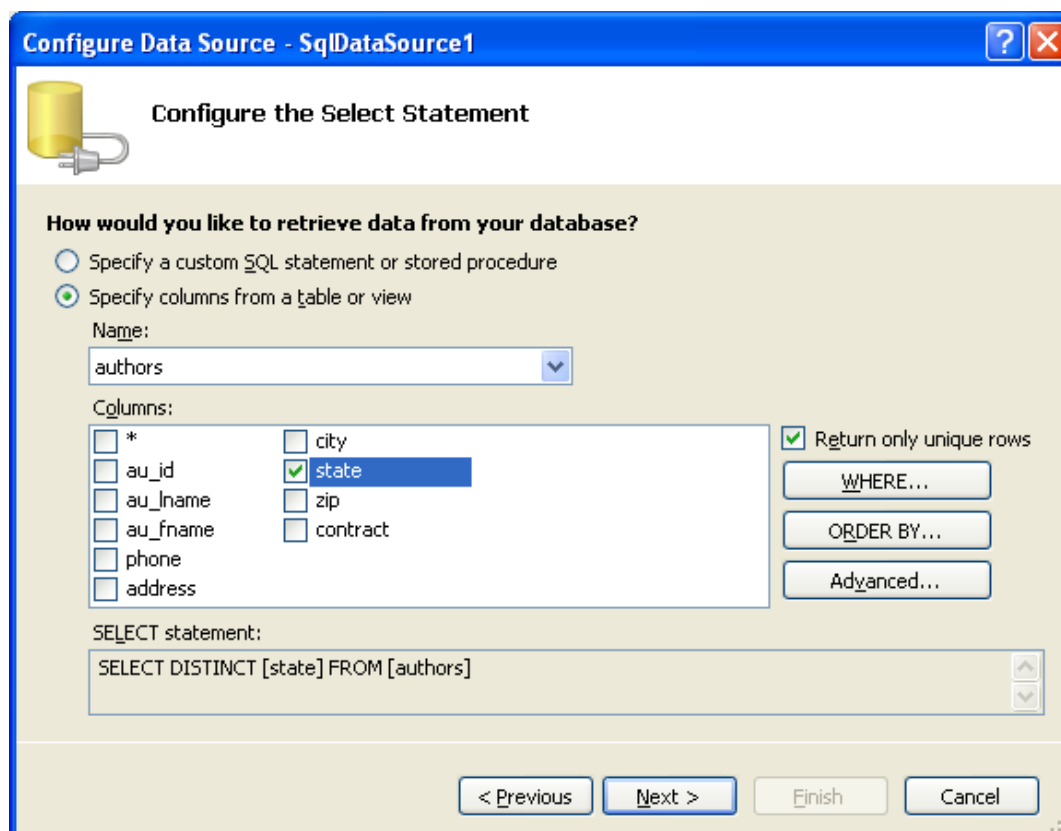 Configure Data Source - SqlDataSource1
Configure the Select Statement
How would you like to retrieve data from your database?
Specify a custom SQL statement or stored procedure
Specify columns from a table or view
Name:
authors
Columns:
*
au_id
au_lname
au_fname
phone
address
city
state
zip
contract
Return only unique rows
WHERE...
ORDER BY...
Advanced...
SELECT statement:
SELECT DISTINCT [state] FROM [authors]
< Previous
Next >
Finish
Cancel